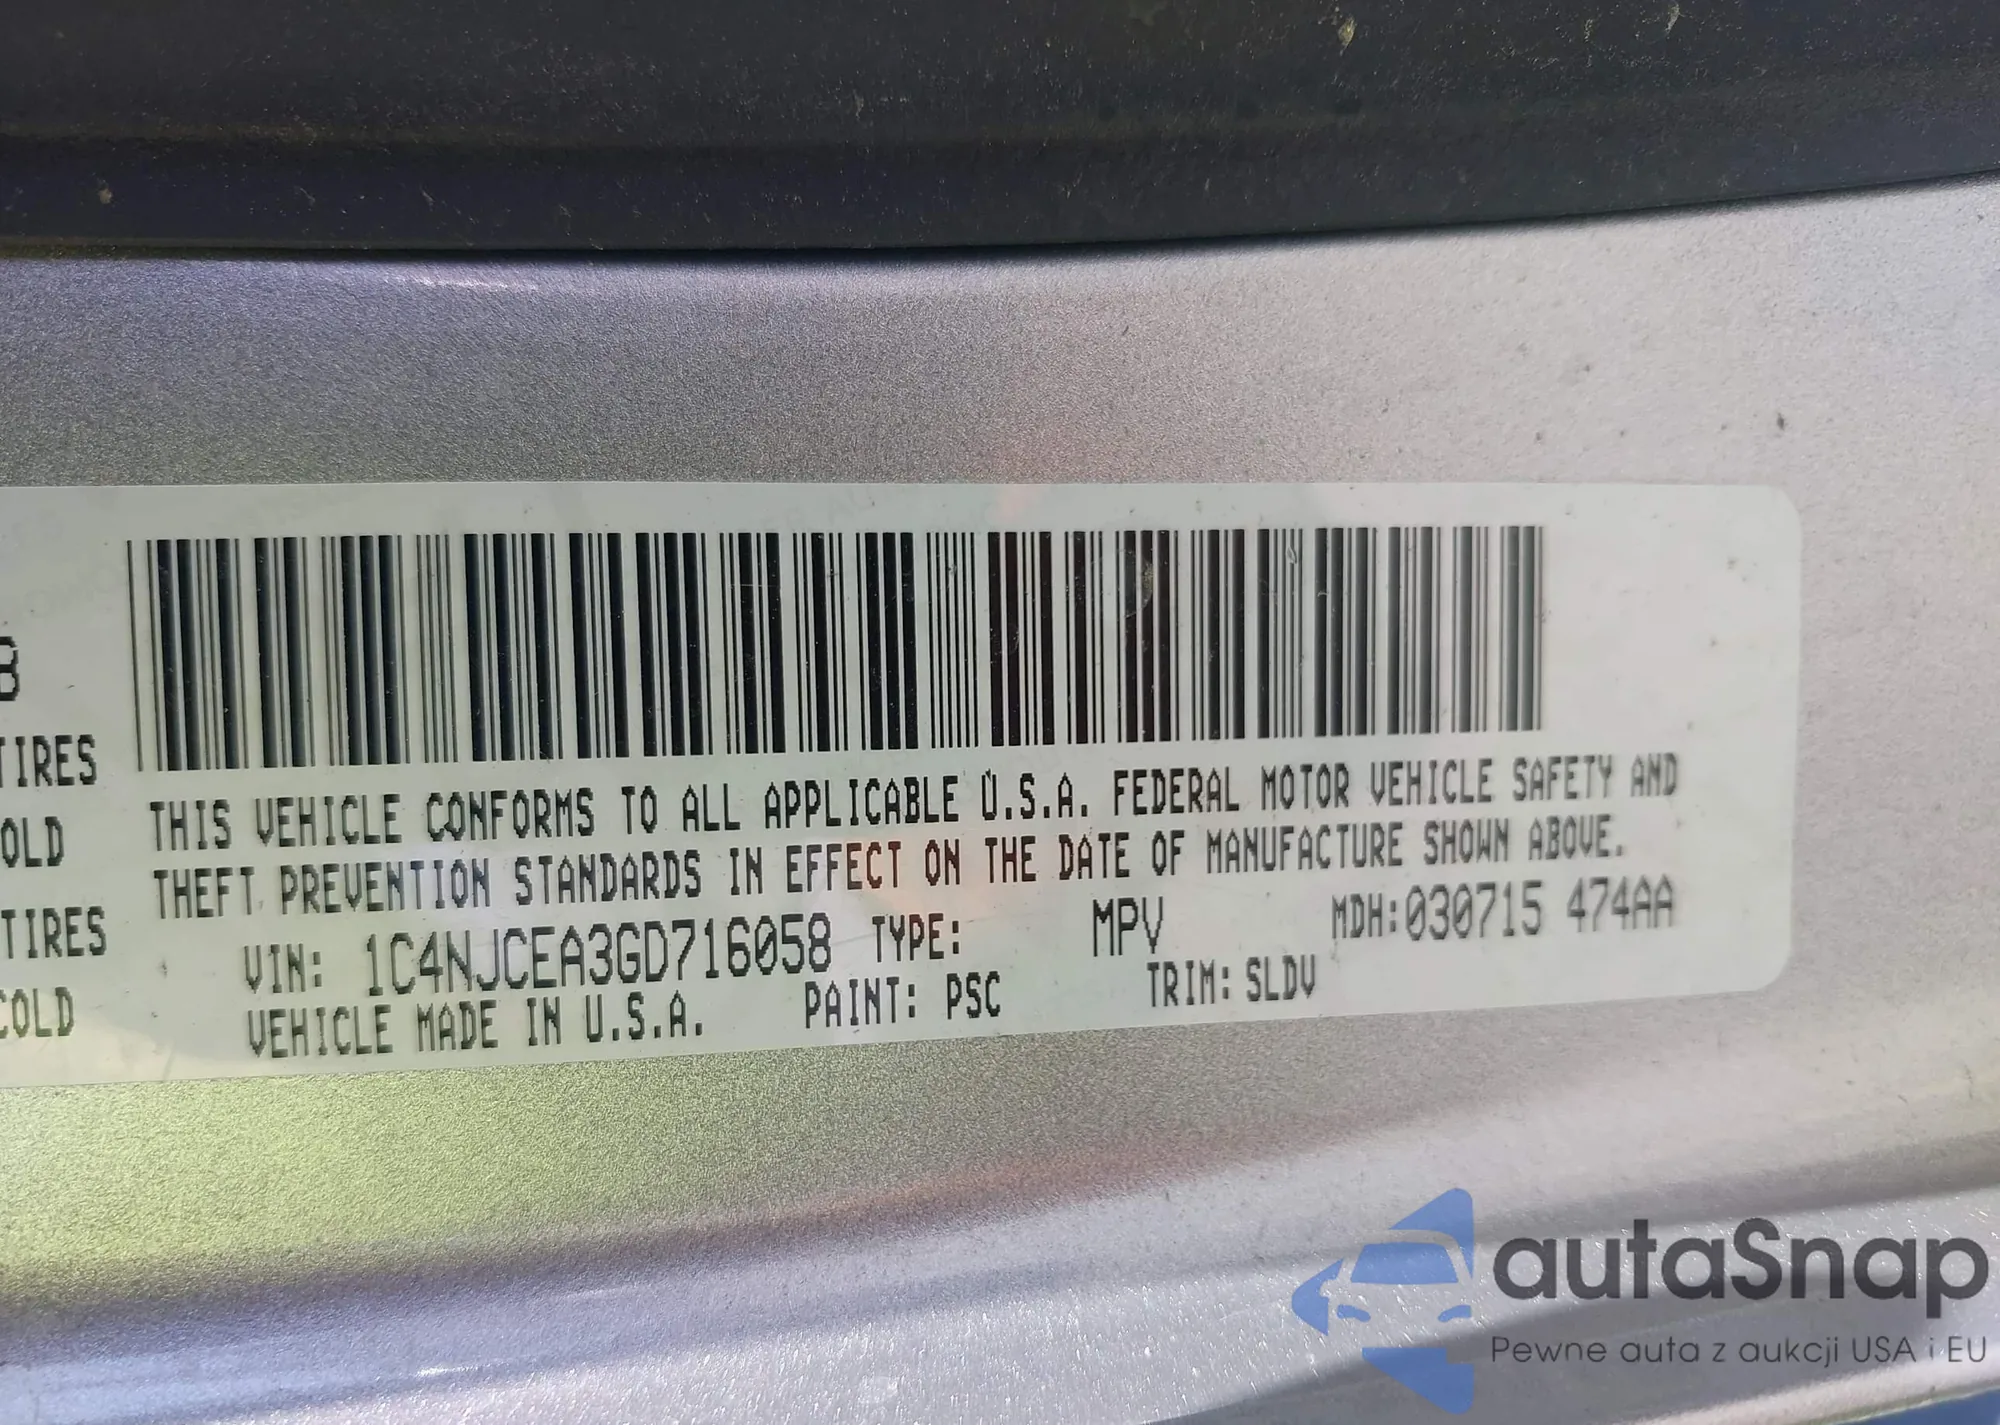 8
TIRES
OLD
TIRES
COLD
THIS VEHICLE CONFORMS TO ALL APPLICABLE U.S.A. FEDERAL MOTOR VEHICLE SAFETY AND
THEFT PREVENTION STANDARDS IN EFFECT ON THE DATE OF MANUFACTURE SHOWN ABOVE.
VIN: 1C4NJCEA3GD716058 TYPE: MPV MDH:030715 474AA
VEHICLE MADE IN U.S.A. PAINT: PSC TRIM: SLDV
autaSnap
Pewne auta z aukcji USA i EU